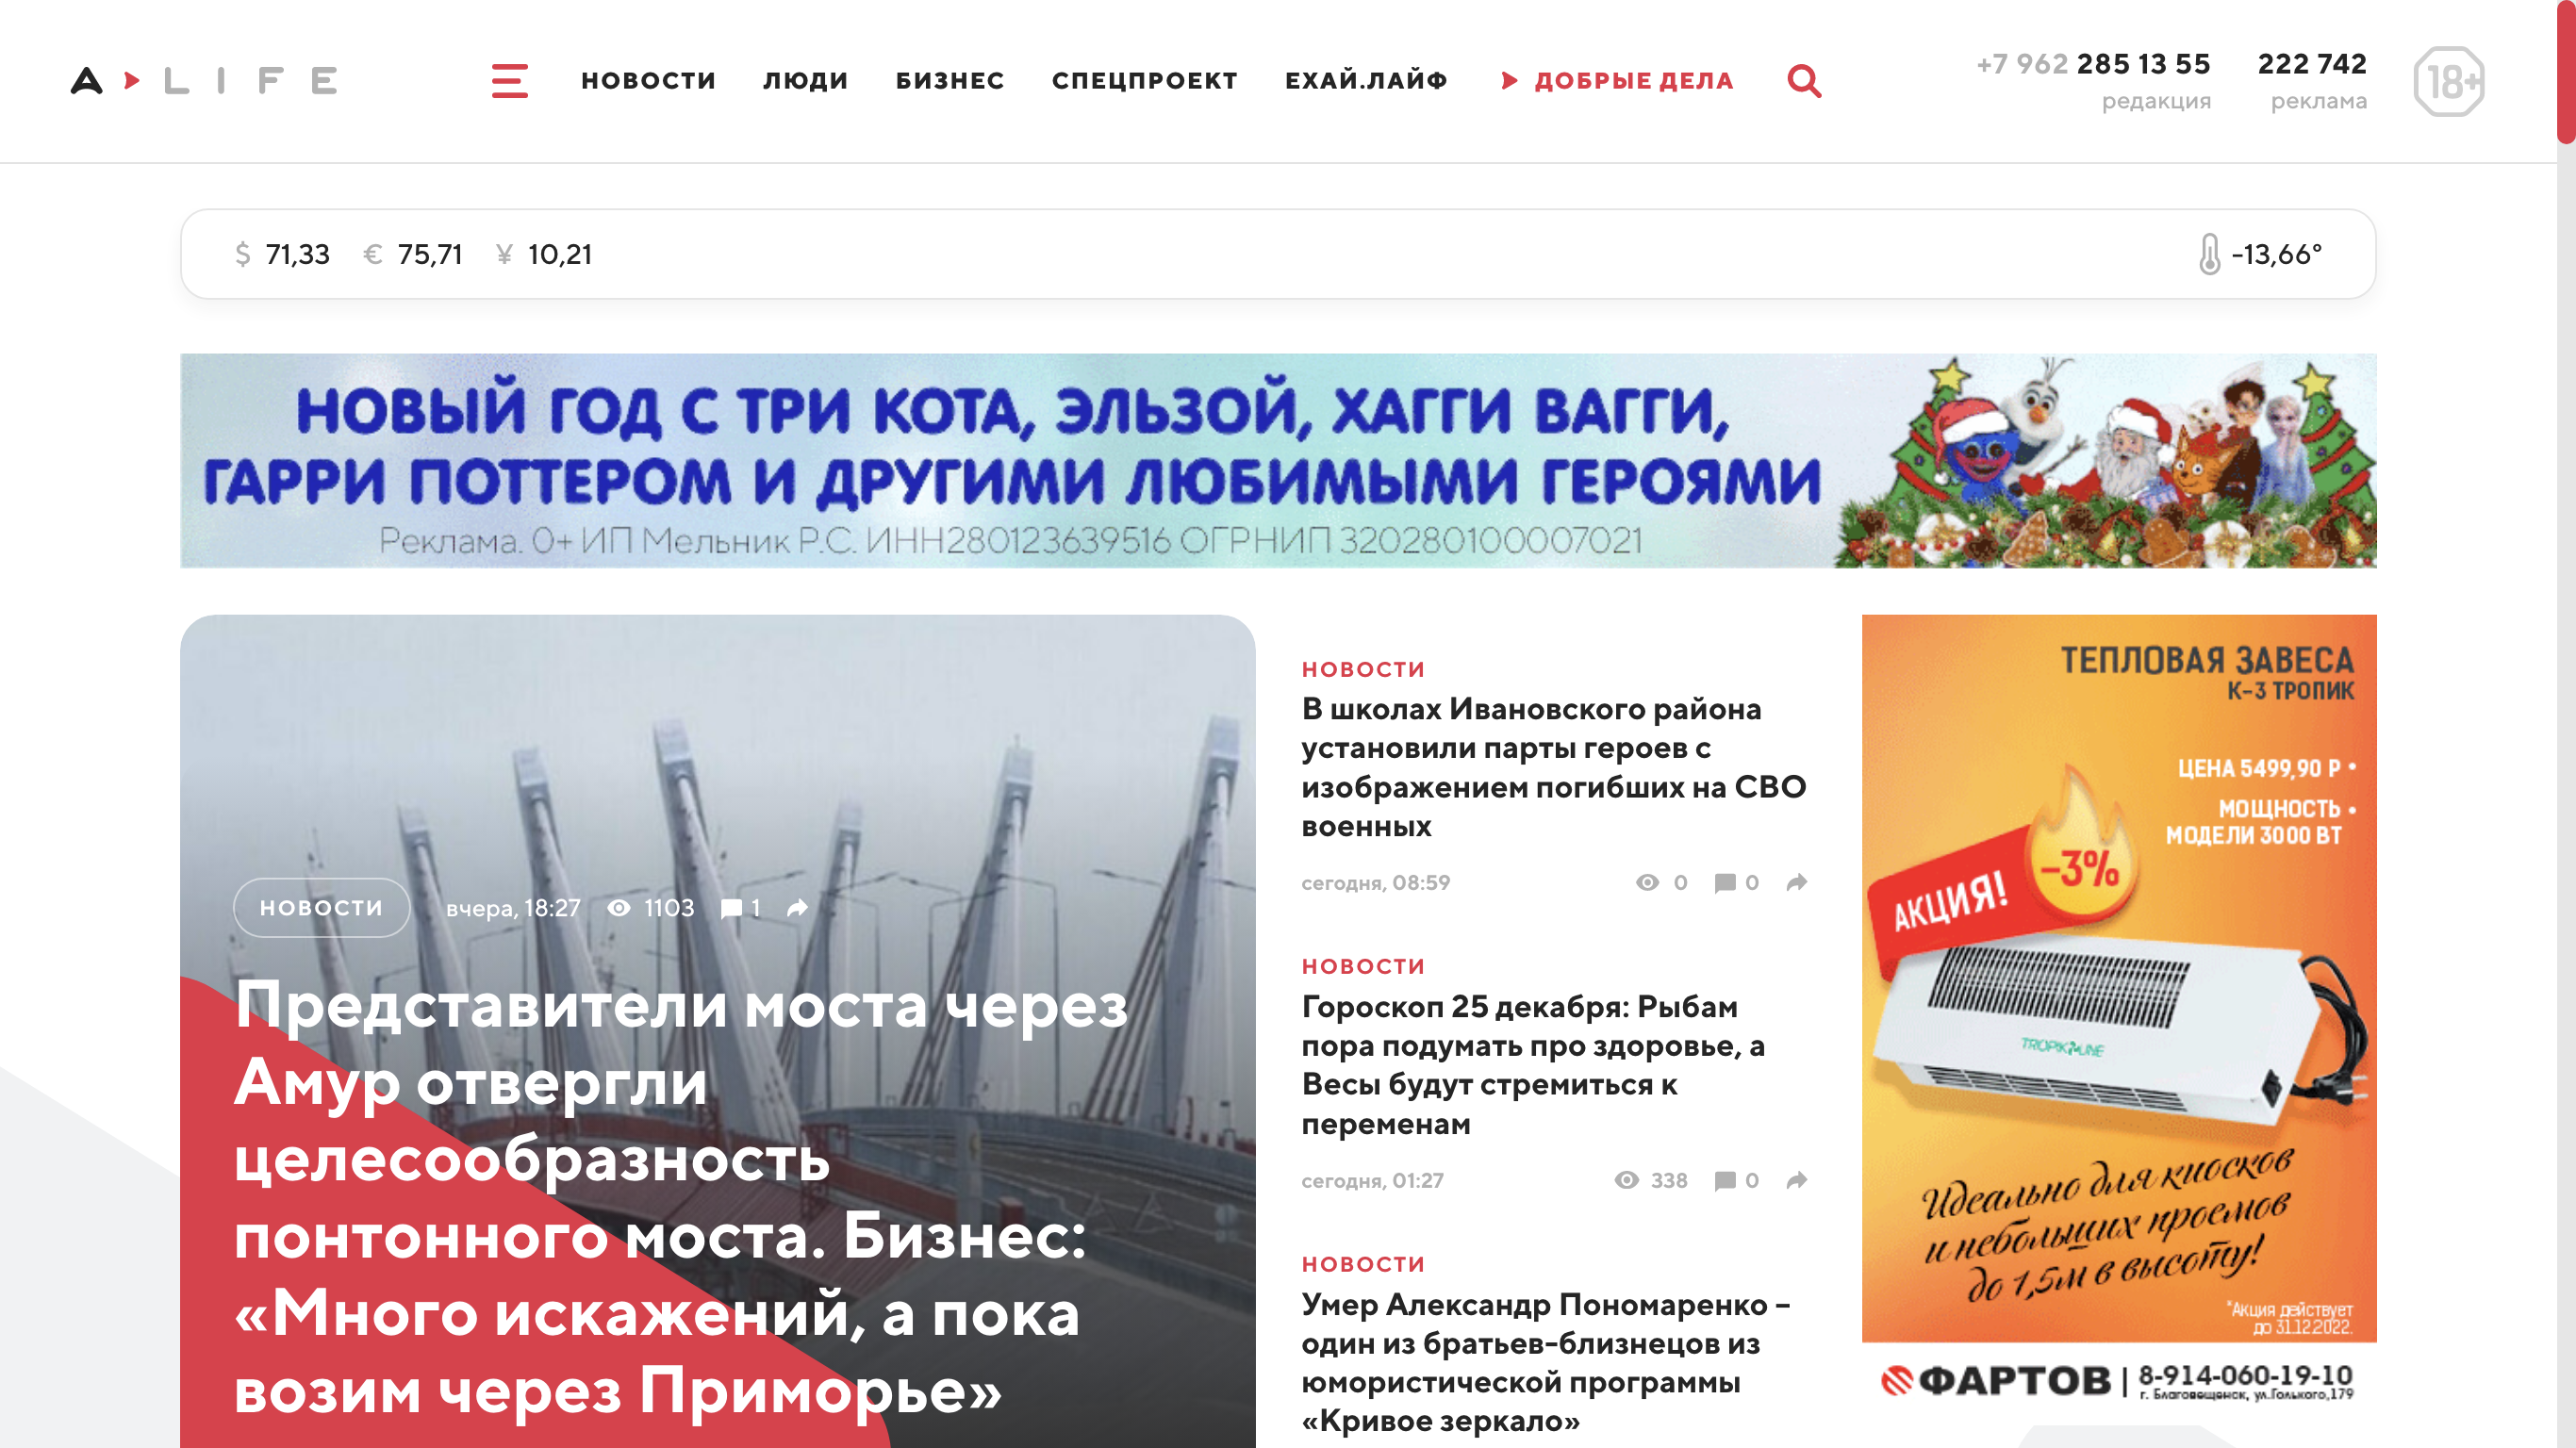 A LIFE
НОВОСТИ ЛЮДИ БИЗНЕС СПЕЦПРОЕКТ ЕХАЙ.ЛАЙФ ДОБРЫЕ ДЕЛА
+7 962 285 13 55
редакция
222 742
реклама
18+
$ 71,33 € 75,71 ¥ 10,21
-13,66°
НОВЫЙ ГОД С ТРИ КОТА, ЭЛЬЗОЙ, ХАГГИ ВАГГИ,
ГАРРИ ПОТТЕРОМ И ДРУГИМИ ЛЮБИМЫМИ ГЕРОЯМИ
Реклама. 0+ ИП Мельник Р.С. ИНН280123639516 ОГРНИП 320280100007021
НОВОСТИ вчера, 18:27 1103 1
Представители моста через
Амур отвергли
целесообразность
понтонного моста. Бизнес:
«Много искажений, а пока
возим через Приморье»
НОВОСТИ
В школах Ивановского района
установили парты героев с
изображением погибших на СВО
военных
сегодня, 08:59 0 0
НОВОСТИ
Гороскоп 25 декабря: Рыбам
пора подумать про здоровье, а
Весы будут стремиться к
переменам
сегодня, 01:27 338 0
НОВОСТИ
Умер Александр Пономаренко –
один из братьев-близнецов из
юмористической программы
«Кривое зеркало»
ТЕПЛОВАЯ ЗАВЕСА
К-3 ТРОПИК
ЦЕНА 5499,90 Р •
МОЩНОСТЬ •
МОДЕЛИ 3000 ВТ
-3%
АКЦИЯ!
TROPIK LINE
Идеально для киосков
и небольших проемов
до 1,5м в высоту!
*Акция действует
до 31.12.2022.
ФАРТОВ | 8-914-060-19-10
г. Благовещенск, ул.Горького,179